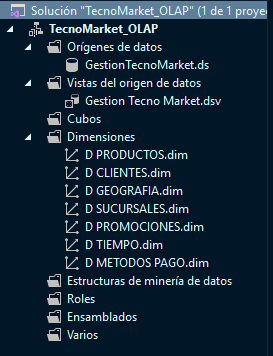 Solución "TecnoMarket_OLAP" (1 de 1 proye
TecnoMarket_OLAP
Orígenes de datos
GestionTecnoMarket.ds
Vistas del origen de datos
Gestion Tecno Market.dsv
Cubos
Dimensiones
D PRODUCTOS.dim
D CLIENTES.dim
D GEOGRAFIA.dim
D SUCURSALES.dim
D PROMOCIONES.dim
D TIEMPO.dim
D METODOS PAGO.dim
Estructuras de minería de datos
Roles
Ensamblados
Varios